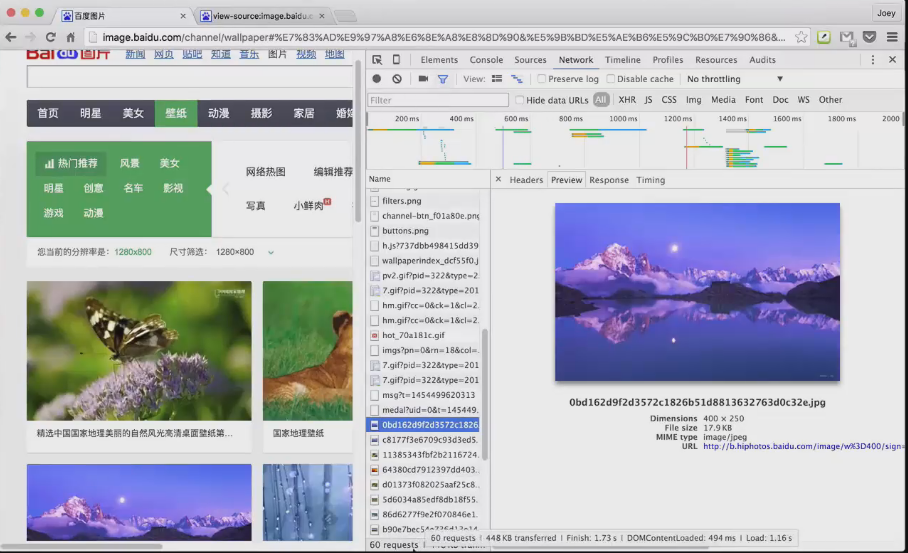 百度图片
view-source:image.baidu.c
Joey
image.baidu.com/channel/wallpaper#%E7%83%AD%E9%97%A8%E6%8E%A8%E8%8D%90&%E5%9B%BD%E5%AE%B6%E5%9C%B0%E7%90%86&
Bai du 图片
新闻 网页 贴吧 知道 音乐 图片 视频 地图
首页 明星 美女 壁纸 动漫 摄影 家居 婚嫁
热门推荐 风景 美女
明星 创意 名车 影视
游戏 动漫
网络热图 编辑推荐
写真 小鲜肉 H
您当前的分辨率是: 1280x800 尺寸筛选: 1280×800
精选中国国家地理美丽的自然风光高清桌面壁纸第...
国家地理壁纸
Elements Console Sources Network Timeline Profiles Resources Audits
View: Preserve log Disable cache No throttling
Filter Hide data URLs All XHR JS CSS Img Media Font Doc WS Other
200 ms 400 ms 600 ms 800 ms 1000 ms 1200 ms 1400 ms 1600 ms 1800 ms 2000
Name
Headers Preview Response Timing
filters.png
channel-btn_f01a80e.png
buttons.png
h.js?737dbb498415dd39
wallpaperindex_dcf55f0.j
pv2.gif?pid=322&type=2.
7.gif?pid=322&type=201
hm.gif?cc=0&ck=1&cl=2.
hm.gif?cc=0&ck=1&cl=2.
hot_70a181c.gif
imgs?pn=0&rn=18&col=
7.gif?pid=322&type=201
7.gif?pid=322&type=201
msg?t=1454499620313
medal?uid=0&t=145449.
0bd162d9f2d3572c1826
c8177f3e6709c93d3ed5.
11385343fbf2b2116724.
64380cd7912397dd403.
d01373f082025aaf25c8.
5d6034a85edf8db18f55.
86d6277f9e2f0701343.
0bd162d9f2d3572c1826b51d8813632763d0c32e.jpg
Dimensions 400 × 250
File size 17.9 KB
MIME type image/jpeg
URL http://b.hiphotos.baidu.com/image/w%3D400/sign=
60 requests
60 requests | 448 KB transferred | Finish: 1.73 s | DOMContentLoaded: 494 ms | Load: 1.16 s